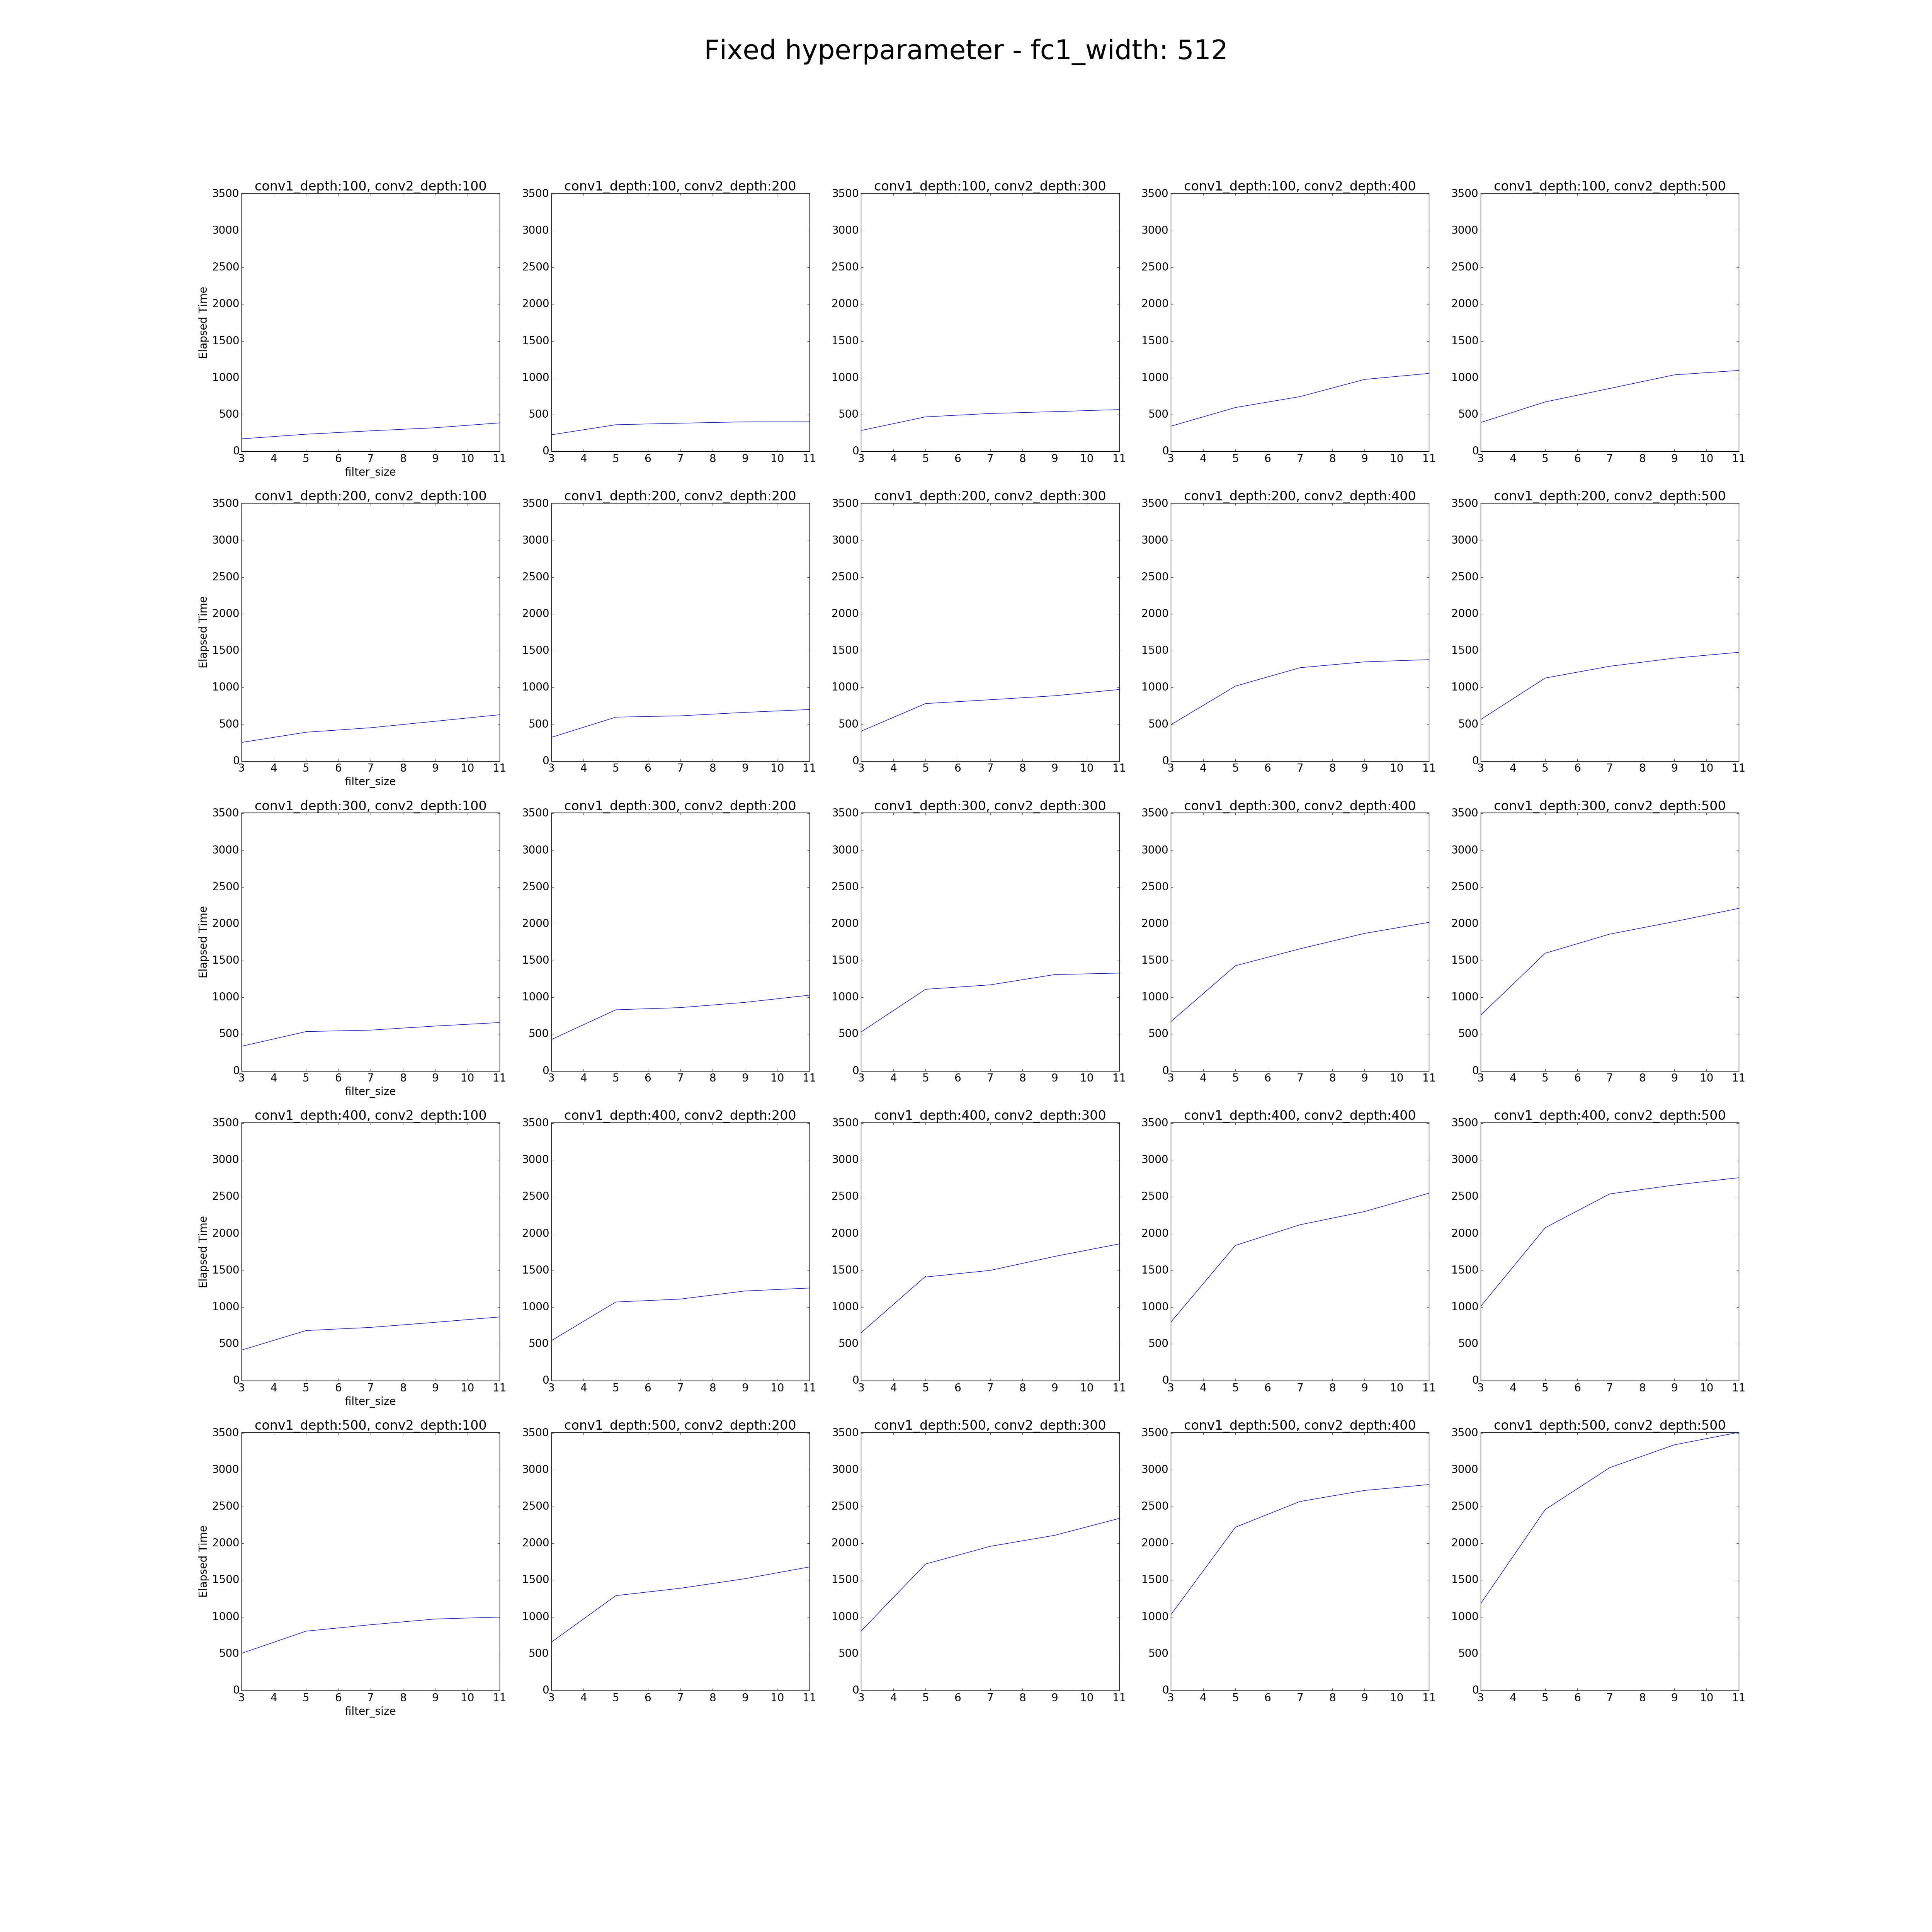 Fixed hyperparameter - fc1_width: 512
conv1_depth:100, conv2_depth:100 conv1_depth:100, conv2_depth:200 conv1_depth:100, conv2_depth:300 conv1_depth:100, conv2_depth:400 conv1_depth:100, conv2_depth:500
3500 3500 3500 3500 3500
3000 3000 3000 3000 3000
2500 2500 2500 2500 2500
2000 2000 2000 2000 2000
Elapsed Time
1500 1500 1500 1500 1500
1000 1000 1000 1000 1000
500 500 500 500 500
0 0 0 0 0
3 4 5 6 7 8 9 10 11 3 4 5 6 7 8 9 10 11 3 4 5 6 7 8 9 10 11 3 4 5 6 7 8 9 10 11 3 4 5 6 7 8 9 10 11
filter_size
conv1_depth:200, conv2_depth:100 conv1_depth:200, conv2_depth:200 conv1_depth:200, conv2_depth:300 conv1_depth:200, conv2_depth:400 conv1_depth:200, conv2_depth:500
3500 3500 3500 3500 3500
3000 3000 3000 3000 3000
2500 2500 2500 2500 2500
2000 2000 2000 2000 2000
Elapsed Time
1500 1500 1500 1500 1500
1000 1000 1000 1000 1000
500 500 500 500 500
0 0 0 0 0
3 4 5 6 7 8 9 10 11 3 4 5 6 7 8 9 10 11 3 4 5 6 7 8 9 10 11 3 4 5 6 7 8 9 10 11 3 4 5 6 7 8 9 10 11
filter_size
conv1_depth:300, conv2_depth:100 conv1_depth:300, conv2_depth:200 conv1_depth:300, conv2_depth:300 conv1_depth:300, conv2_depth:400 conv1_depth:300, conv2_depth:500
3500 3500 3500 3500 3500
3000 3000 3000 3000 3000
2500 2500 2500 2500 2500
2000 2000 2000 2000 2000
Elapsed Time
1500 1500 1500 1500 1500
1000 1000 1000 1000 1000
500 500 500 500 500
0 0 0 0 0
3 4 5 6 7 8 9 10 11 3 4 5 6 7 8 9 10 11 3 4 5 6 7 8 9 10 11 3 4 5 6 7 8 9 10 11 3 4 5 6 7 8 9 10 11
filter_size
conv1_depth:400, conv2_depth:100 conv1_depth:400, conv2_depth:200 conv1_depth:400, conv2_depth:300 conv1_depth:400, conv2_depth:400 conv1_depth:400, conv2_depth:500
3500 3500 3500 3500 3500
3000 3000 3000 3000 3000
2500 2500 2500 2500 2500
2000 2000 2000 2000 2000
Elapsed Time
1500 1500 1500 1500 1500
1000 1000 1000 1000 1000
500 500 500 500 500
0 0 0 0 0
3 4 5 6 7 8 9 10 11 3 4 5 6 7 8 9 10 11 3 4 5 6 7 8 9 10 11 3 4 5 6 7 8 9 10 11 3 4 5 6 7 8 9 10 11
filter_size
conv1_depth:500, conv2_depth:100 conv1_depth:500, conv2_depth:200 conv1_depth:500, conv2_depth:300 conv1_depth:500, conv2_depth:400 conv1_depth:500, conv2_depth:500
3500 3500 3500 3500 3500
3000 3000 3000 3000 3000
2500 2500 2500 2500 2500
2000 2000 2000 2000 2000
Elapsed Time
1500 1500 1500 1500 1500
1000 1000 1000 1000 1000
500 500 500 500 500
0 0 0 0 0
3 4 5 6 7 8 9 10 11 3 4 5 6 7 8 9 10 11 3 4 5 6 7 8 9 10 11 3 4 5 6 7 8 9 10 11 3 4 5 6 7 8 9 10 11
filter_size